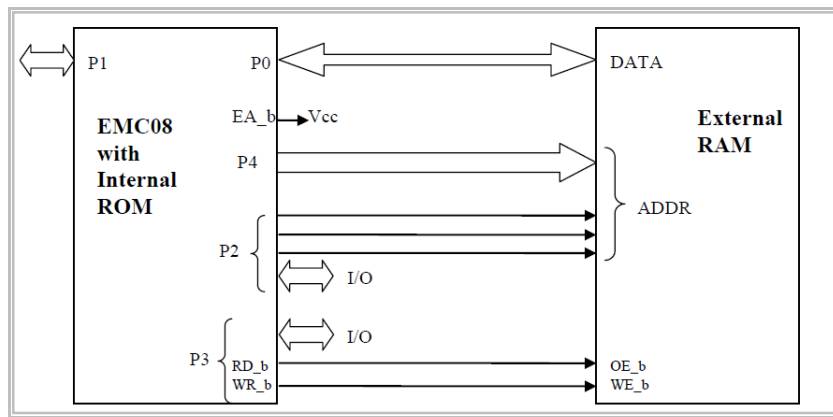 P1
P0
DATA
EMC08
with
Internal
ROM
EA_b
Vcc
External
RAM
P4
ADDR
P2
I/O
I/O
P3
RD_b
WR_b
OE_b
WE_b